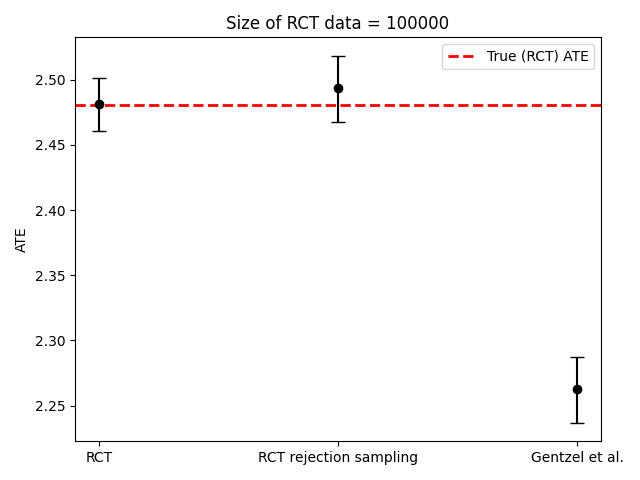 Size of RCT data = 100000
True (RCT) ATE
ATE
2.50
2.45
2.40
2.35
2.30
2.25
RCT
RCT rejection sampling
Gentzel et al.